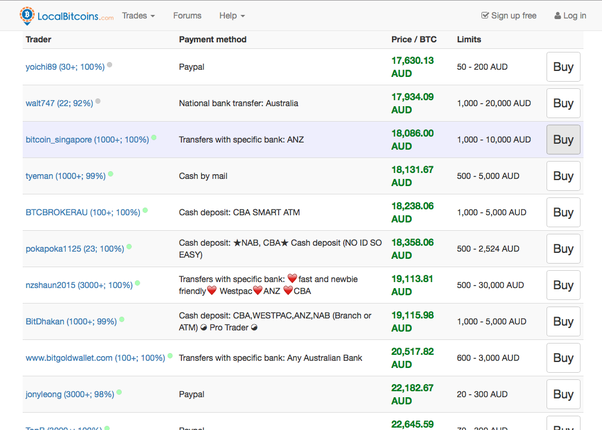 LocalBitcoins.com Trades Forums Help Sign up free Log in
Trader Payment method Price / BTC Limits
yoichi89 (30+; 100%) Paypal 17,630.13 AUD 50 - 200 AUD Buy
walt747 (22; 92%) National bank transfer: Australia 17,934.09 AUD 1,000 - 20,000 AUD Buy
bitcoin_singapore (1000+; 100%) Transfers with specific bank: ANZ 18,086.00 AUD 1,000 - 10,000 AUD Buy
tyeman (1000+; 99%) Cash by mail 18,131.67 AUD 500 - 5,000 AUD Buy
BTCBROKERAU (100+; 100%) Cash deposit: CBA SMART ATM 18,238.06 AUD 1,000 - 5,000 AUD Buy
pokapoka1125 (23; 100%) Cash deposit: ★NAB, CBA★ Cash deposit (NO ID SO EASY) 18,358.06 AUD 500 - 2,524 AUD Buy
nzshaun2015 (3000+; 100%) Transfers with specific bank: ❤️fast and newbie friendly❤️ Westpac❤️ANZ ❤️CBA 19,113.81 AUD 500 - 30,000 AUD Buy
BitDhakan (1000+; 99%) Cash deposit: CBA,WESTPAC,ANZ,NAB (Branch or ATM) Pro Trader 19,115.98 AUD 1,000 - 5,000 AUD Buy
www.bitgoldwallet.com (100+; 100%) Transfers with specific bank: Any Australian Bank 20,517.82 AUD 600 - 3,000 AUD Buy
jonyleong (3000+; 98%) Paypal 22,182.67 AUD 20 - 300 AUD Buy
22,645.59